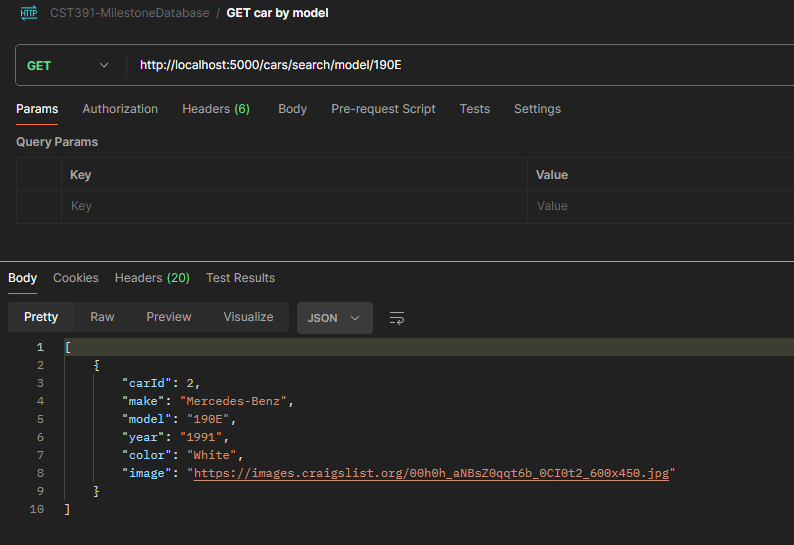 HTTP CST391-MilestoneDatabase / GET car by model
GET http://localhost:5000/cars/search/model/190E
Params Authorization Headers (6) Body Pre-request Script Tests Settings
Query Params
Key Value
Key Value
Body Cookies Headers (20) Test Results
Pretty Raw Preview Visualize JSON
1 [
2 {
3 "carId": 2,
4 "make": "Mercedes-Benz",
5 "model": "190E",
6 "year": "1991",
7 "color": "White",
8 "image": "https://images.craigslist.org/00h0h_aNBsZ0qqt6b_0CI0t2_600x450.jpg"
9 }
10 ]